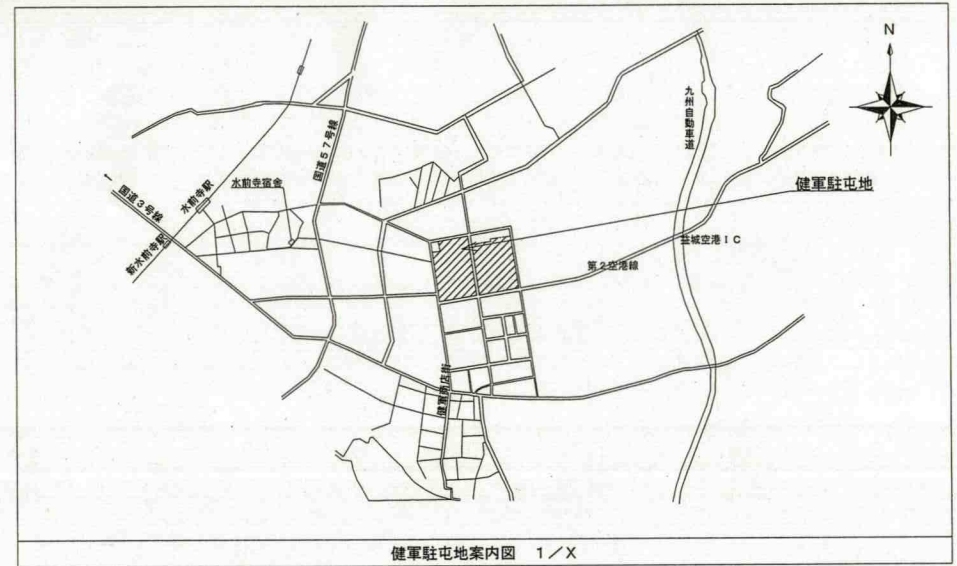 N
九州自動車道
国道57号線
水前寺宿舎
水前寺駅
国道3号線
新水前寺駅
健軍駐屯地
益城空港IC
第2空港線
健軍商店街
健軍駐屯地案内図 1/X